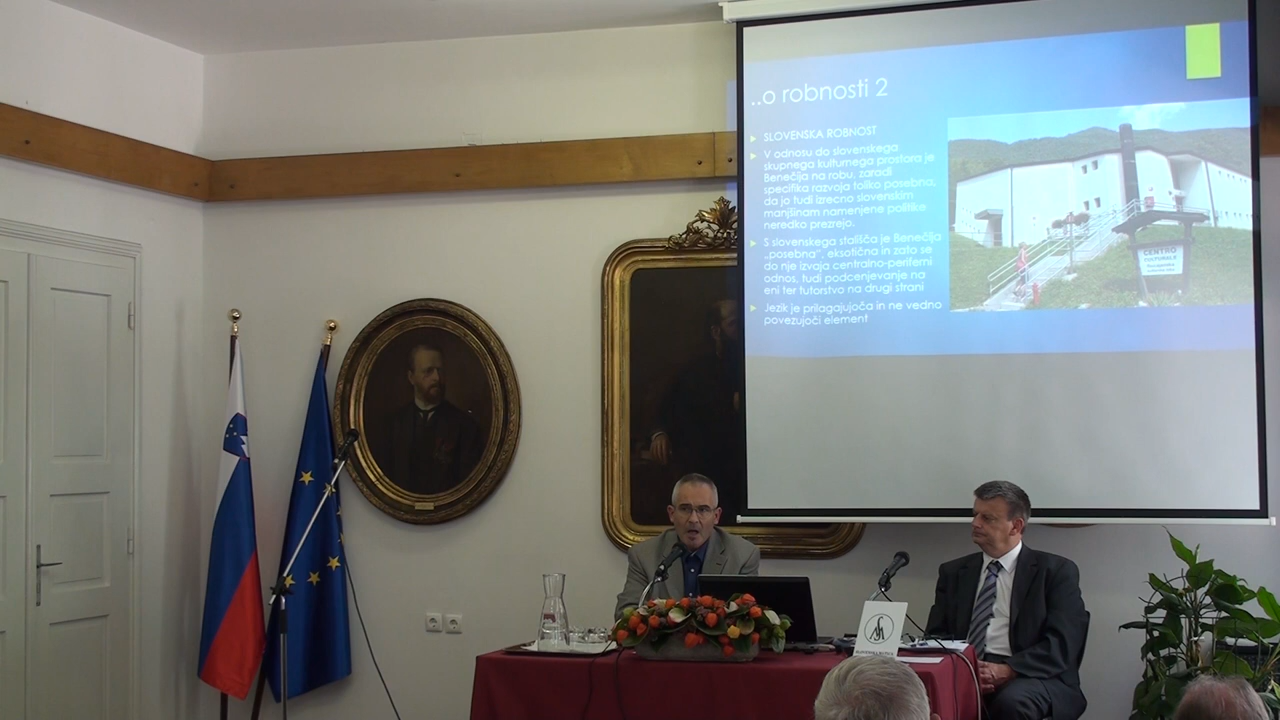 ..o robnosti 2
SLOVENSKA ROBNOST
V odnosu do slovenskega
skupnega kulturnega prostora je
Benečija na robu, zaradi
specifika razvoja toliko posebna,
da jo tudi izrecno slovenskim
manjšinam namenjene politike
neredko prezrejo.
S slovenskega stališča je Benečija
„posebna", eksotična in zato se
do nje izvaja centralno-periferni
odnos, tudi podcenjevanje na
eni ter tutorstvo na drugi strani
Jezik je prilagajujoča in ne vedno
povezujoči element
CENTRO
CULTURALE
SLOVENSKA MATICA